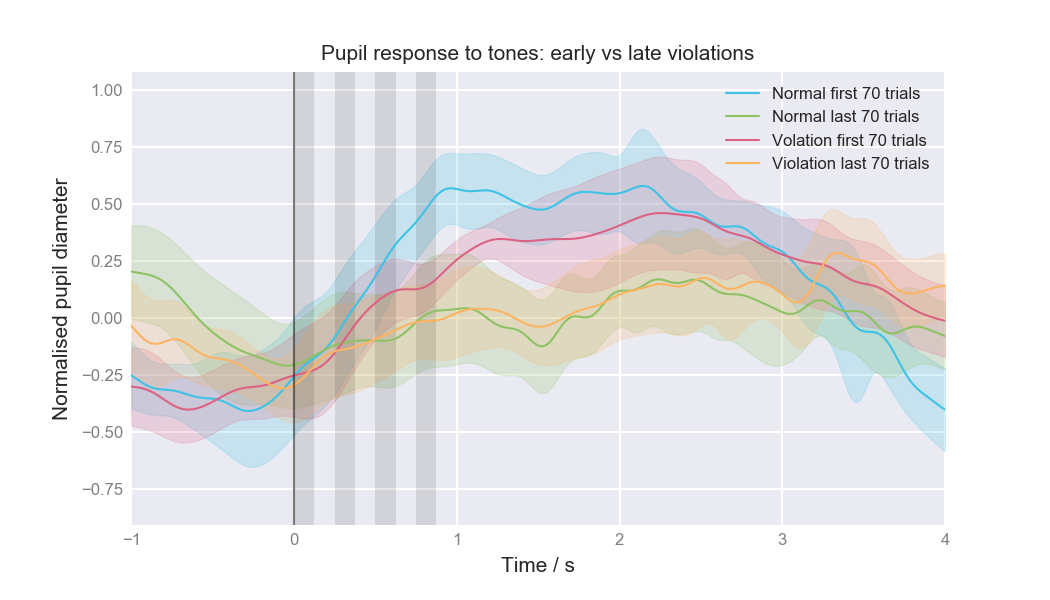 Pupil response to tones: early vs late violations
Normal first 70 trials
Normal last 70 trials
Volation first 70 trials
Violation last 70 trials
Normalised pupil diameter
1.00
0.75
0.50
0.25
0.00
−0.25
−0.50
−0.75
−1 0 1 2 3 4
Time / s